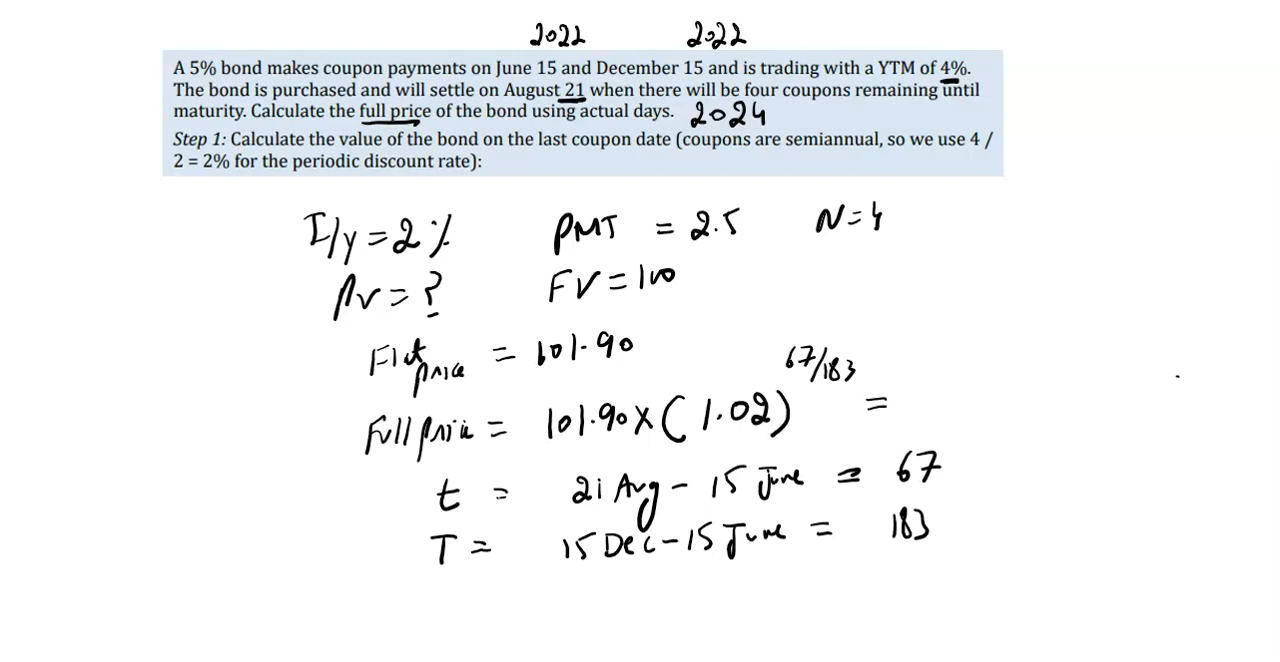 2022 2022
A 5% bond makes coupon payments on June 15 and December 15 and is trading with a YTM of 4%.
The bond is purchased and will settle on August 21 when there will be four coupons remaining until
maturity. Calculate the full price of the bond using actual days. 2024
Step 1: Calculate the value of the bond on the last coupon date (coupons are semiannual, so we use 4 /
2 = 2% for the periodic discount rate):
I/y = 2 % PMT = 2.5 N = 4
PV = ? FV = 100
Flat price = 101.90
Full price = 101.90 x (1.02)^67/183 =
t = 21 Aug - 15 June = 67
T = 15 Dec - 15 June = 183